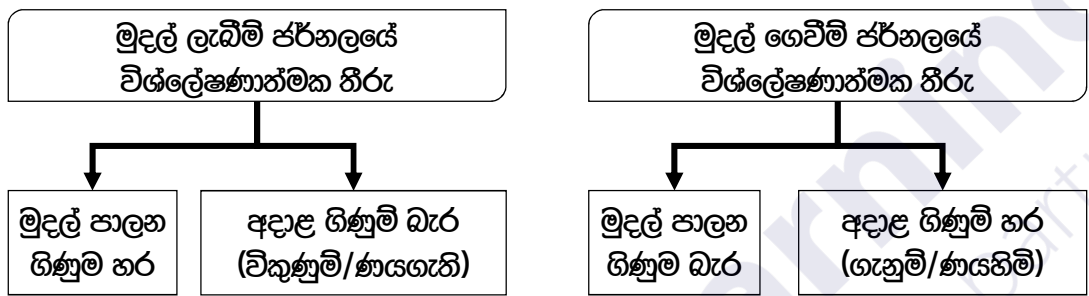 මුදල් ලැබීම් ජර්නලයේ
විශ්ලේෂණාත්මක තීරු
මුදල් පාලන
ගිණුම හර
අදාළ ගිණුම් බැර
(විකුණුම්/ණයගැති)
මුදල් ගෙවීම් ජර්නලයේ
විශ්ලේෂණාත්මක තීරු
මුදල් පාලන
ගිණුම බැර
අදාළ ගිණුම් හර
(ගැනුම්/ණයහිමි)